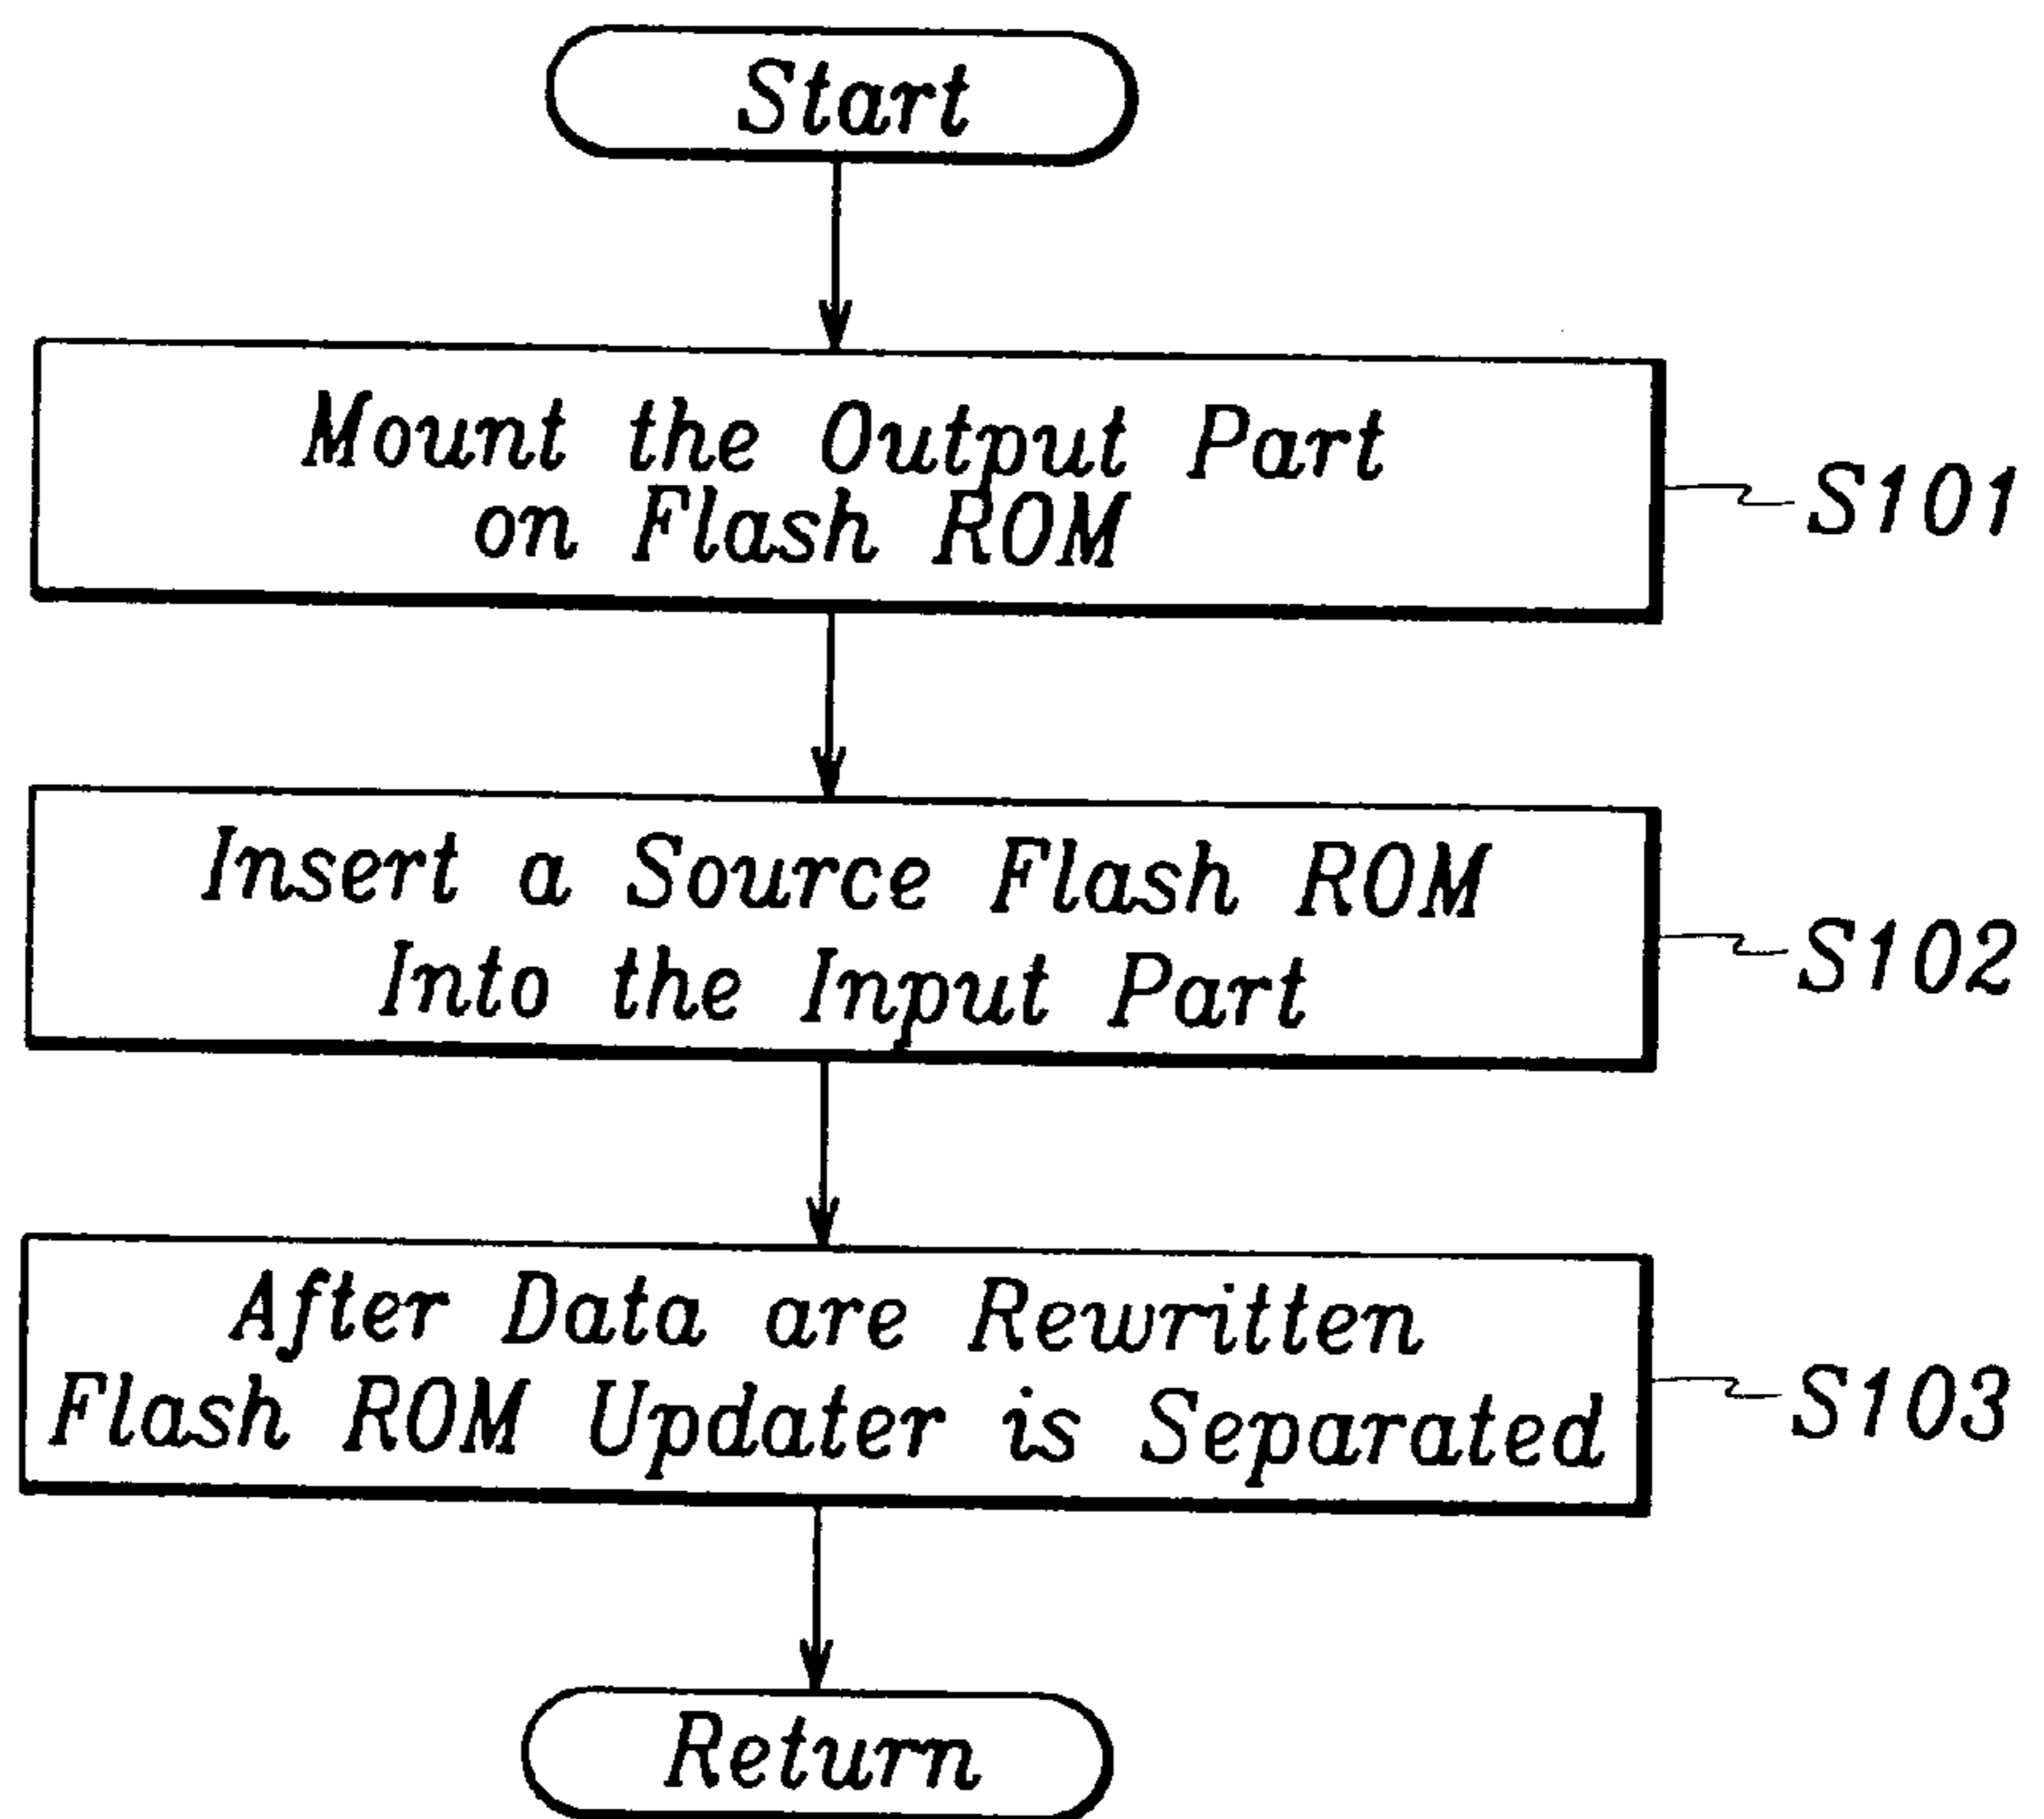 Start
Mount the Output Part
on Flash ROM
S101
Insert a Source Flash ROM
Into the Input Part
S102
After Data are Rewritten
Flash ROM Updater is Separated
S103
Return